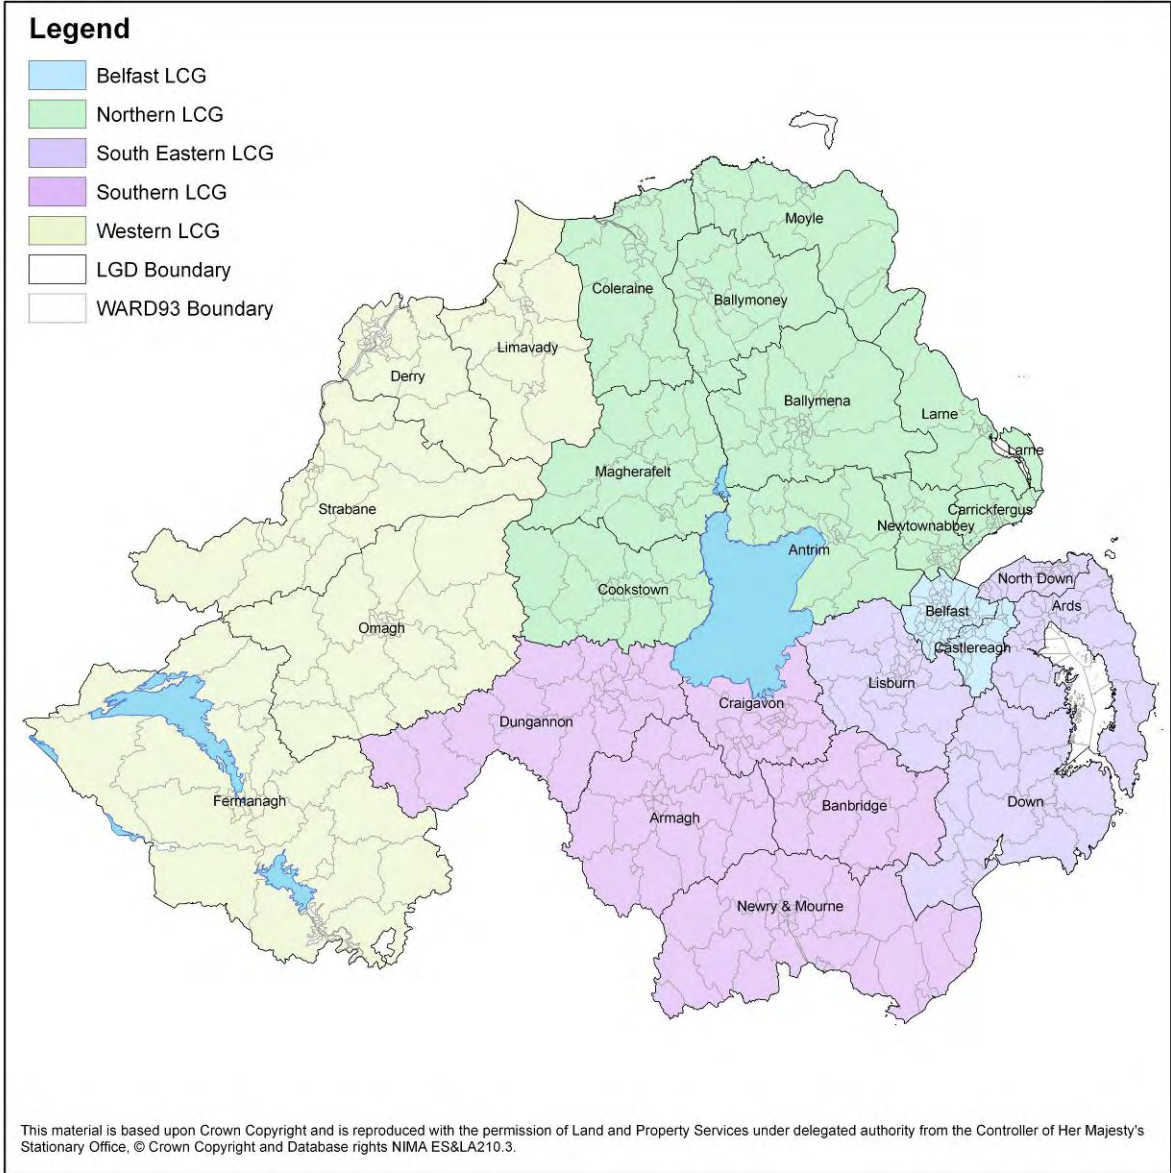 Legend
Belfast LCG
Northern LCG
South Eastern LCG
Southern LCG
Western LCG
LGD Boundary
WARD93 Boundary
Moyle
Coleraine
Ballymoney
Limavady
Derry
Ballymena
Larne
Larne
Magherafelt
Strabane
Carrickfergus
Newtownabbey
Antrim
North Down
Cookstown
Ards
Belfast
Omagh
Castlereagh
Lisburn
Craigavon
Dungannon
Fermanagh
Down
Banbridge
Armagh
Newry & Mourne
This material is based upon Crown Copyright and is reproduced with the permission of Land and Property Services under delegated authority from the Controller of Her Majesty's
Stationary Office, © Crown Copyright and Database rights NIMA ES&LA210.3.